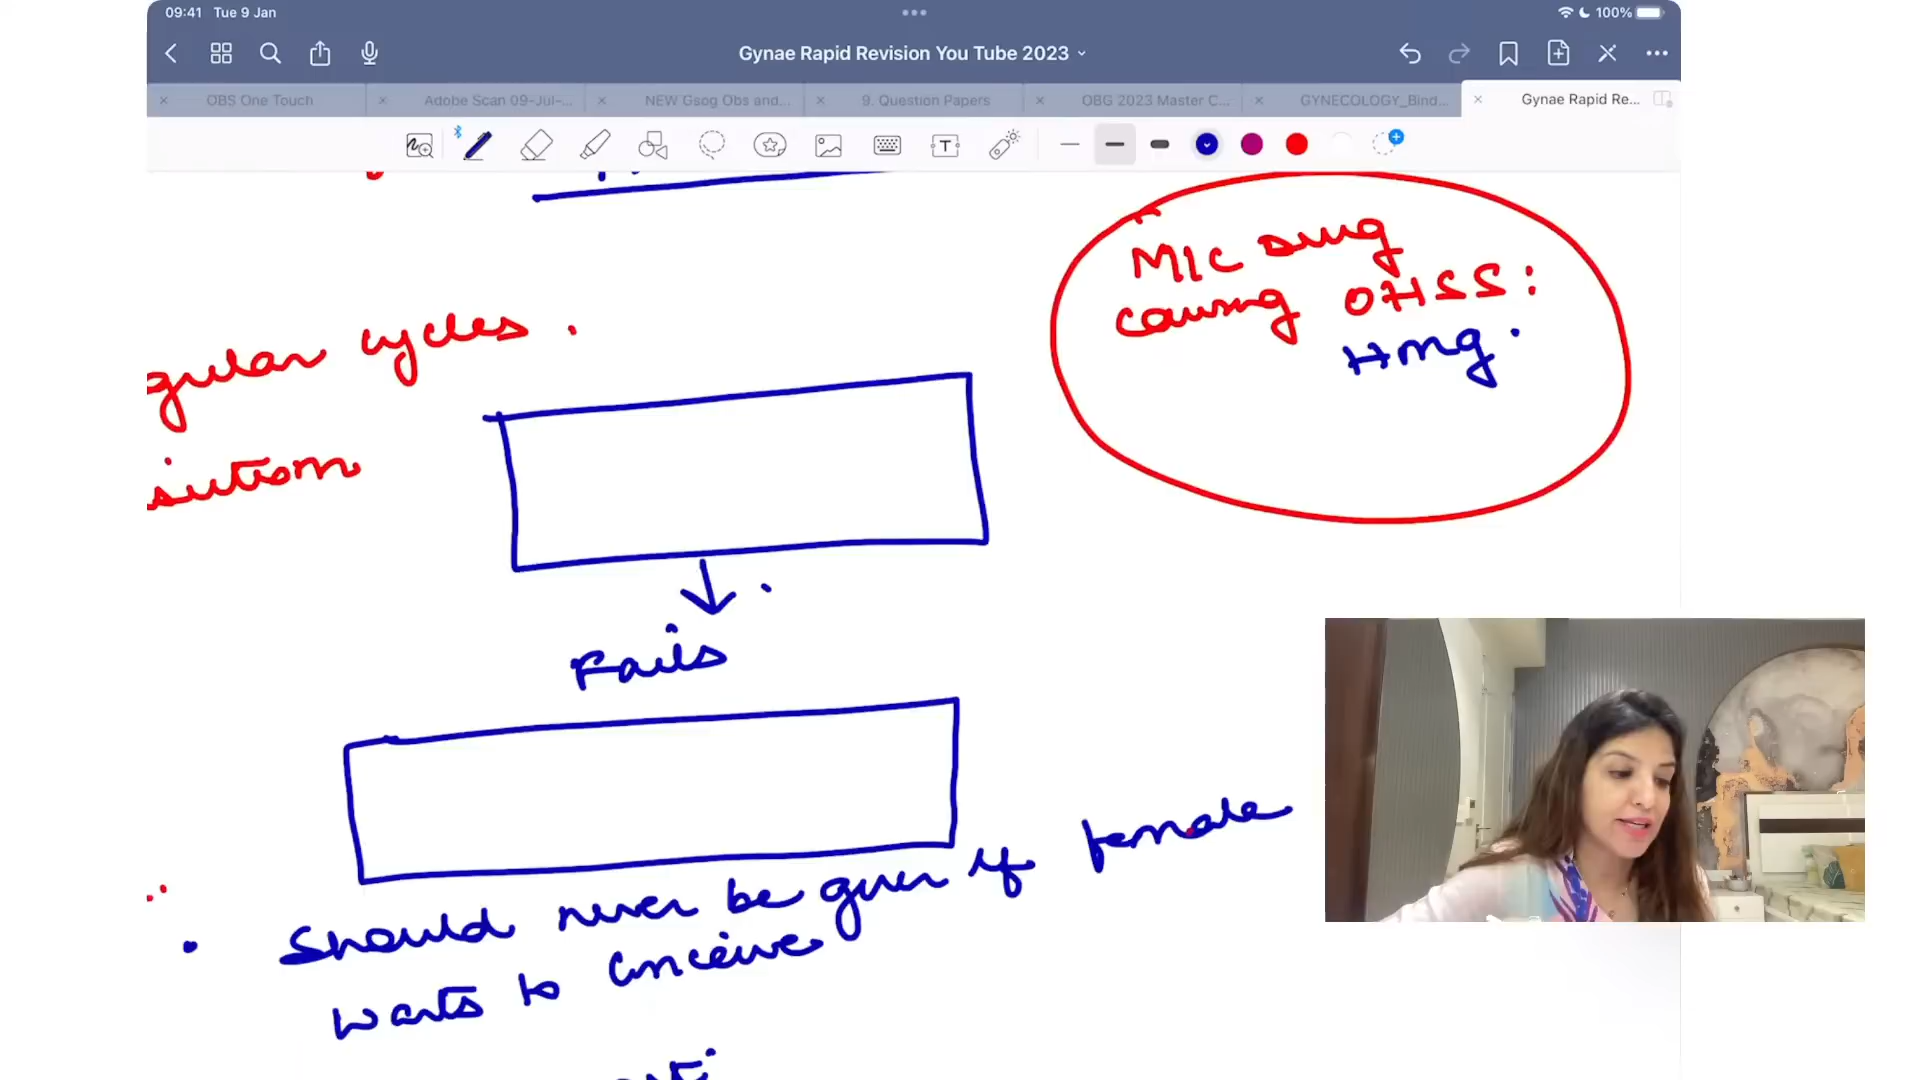 09:41 Tue 9 Jan
100%
Gynae Rapid Revision You Tube 2023
OBS One Touch
Adobe Scan 09-Jul-...
NEW Gsog Obs and...
9. Question Papers
OBG 2023 Master C...
GYNECOLOGY_Bind...
Gynae Rapid Re...
M/C drug
causing OHSS:
HMg.
gular cycles.
Fails
Should never be given if female
wants to conceive